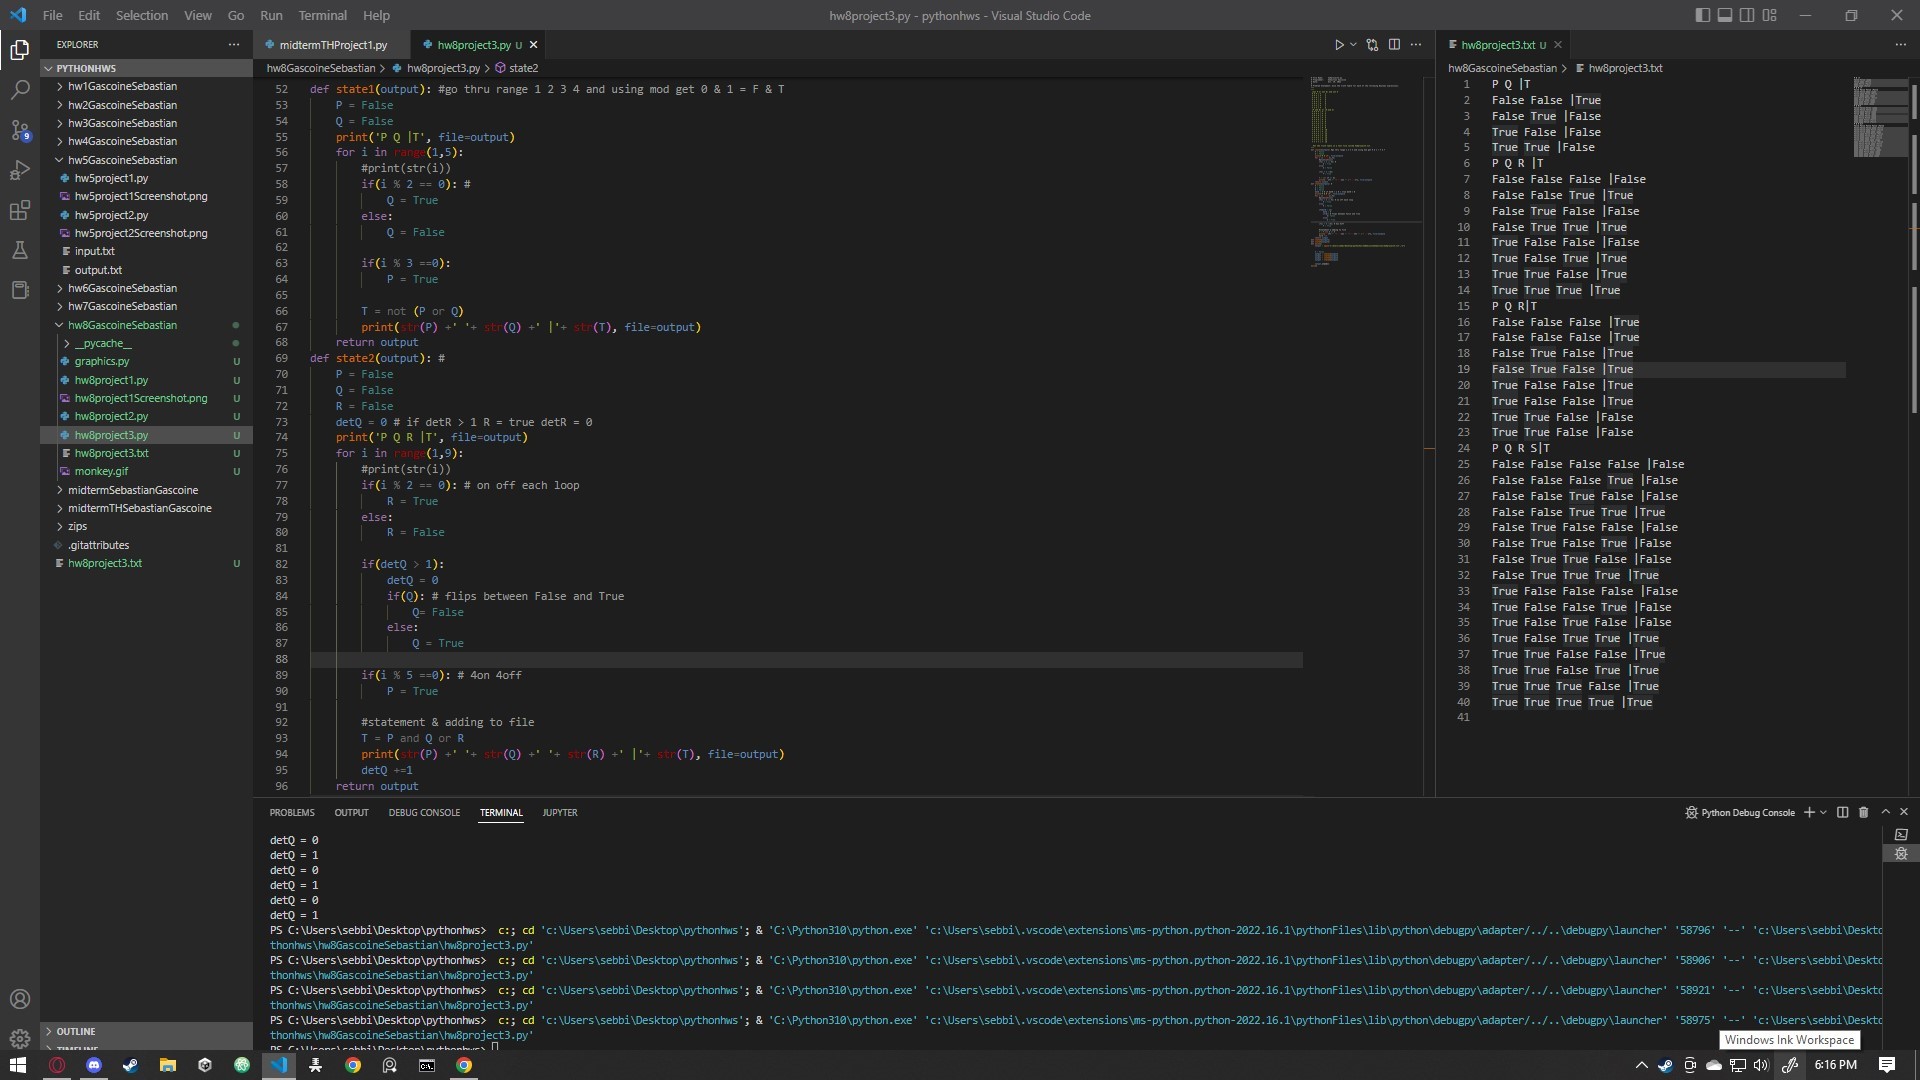 File Edit Selection View Go Run Terminal Help
hw8project3.py - pythonhws - Visual Studio Code
EXPLORER
PYTHONHWS
hw1GascoineSebastian
hw2GascoineSebastian
hw3GascoineSebastian
hw4GascoineSebastian
hw5GascoineSebastian
hw5project1.py
hw5project1Screenshot.png
hw5project2.py
hw5project2Screenshot.png
input.txt
output.txt
hw6GascoineSebastian
hw7GascoineSebastian
hw8GascoineSebastian
__pycache__
graphics.py U
hw8project1.py U
hw8project1Screenshot.png U
hw8project2.py U
hw8project3.py U
hw8project3.txt U
monkey.gif U
midtermSebastianGascoine
midtermTHSebastianGascoine
zips
.gitattributes
hw8project3.txt U
OUTLINE
9
midtermTHProject1.py
hw8project3.py U
hw8GascoineSebastian > hw8project3.py > state2
52 def state1(output): #go thru range 1 2 3 4 and using mod get 0 & 1 = F & T
53 P = False
54 Q = False
55 print('P Q |T', file=output)
56 for i in range(1,5):
57 #print(str(i))
58 if(i % 2 == 0): #
59 Q = True
60 else:
61 Q = False
62
63 if(i % 3 ==0):
64 P = True
65
66 T = not (P or Q)
67 print(str(P) +' '+ str(Q) +' |'+ str(T), file=output)
68 return output
69 def state2(output): #
70 P = False
71 Q = False
72 R = False
73 detQ = 0 # if detR > 1 R = true detR = 0
74 print('P Q R |T', file=output)
75 for i in range(1,9):
76 #print(str(i))
77 if(i % 2 == 0): # on off each loop
78 R = True
79 else:
80 R = False
81
82 if(detQ > 1):
83 detQ = 0
84 if(Q): # flips between False and True
85 Q= False
86 else:
87 Q = True
88
89 if(i % 5 ==0): # 4on 4off
90 P = True
91
92 #statement & adding to file
93 T = P and Q or R
94 print(str(P) +' '+ str(Q) +' '+ str(R) +' |'+ str(T), file=output)
95 detQ +=1
96 return output
hw8project3.txt U
hw8GascoineSebastian > hw8project3.txt
1 P Q |T
2 False False |True
3 False True |False
4 True False |False
5 True True |False
6 P Q R |T
7 False False False |False
8 False False True |True
9 False True False |False
10 False True True |True
11 True False False |False
12 True False True |True
13 True True False |True
14 True True True |True
15 P Q R|T
16 False False False |True
17 False False False |True
18 False True False |True
19 False True False |True
20 True False False |True
21 True False False |True
22 True True False |False
23 True True False |False
24 P Q R S|T
25 False False False False |False
26 False False False True |False
27 False False True False |False
28 False False True True |True
29 False True False False |False
30 False True False True |False
31 False True True False |False
32 False True True True |True
33 True False False False |False
34 True False False True |False
35 True False True False |False
36 True False True True |True
37 True True False False |True
38 True True False True |True
39 True True True False |True
40 True True True True |True
41
PROBLEMS OUTPUT DEBUG CONSOLE TERMINAL JUPYTER
Python Debug Console
detQ = 0
detQ = 1
detQ = 0
detQ = 1
detQ = 0
detQ = 1
PS C:\Users\sebbi\Desktop\pythonhws> c:; cd 'c:\Users\sebbi\Desktop\pythonhws'; & 'C:\Python310\python.exe' 'c:\Users\sebbi\.vscode\extensions\ms-python.python-2022.16.1\pythonFiles\lib\python\debugpy\adapter/../..\debugpy\launcher' '58796' '--' 'c:\Users\sebbi\Deskto
thonhws\hw8GascoineSebastian\hw8project3.py'
PS C:\Users\sebbi\Desktop\pythonhws> c:; cd 'c:\Users\sebbi\Desktop\pythonhws'; & 'C:\Python310\python.exe' 'c:\Users\sebbi\.vscode\extensions\ms-python.python-2022.16.1\pythonFiles\lib\python\debugpy\adapter/../..\debugpy\launcher' '58906' '--' 'c:\Users\sebbi\Deskto
thonhws\hw8GascoineSebastian\hw8project3.py'
PS C:\Users\sebbi\Desktop\pythonhws> c:; cd 'c:\Users\sebbi\Desktop\pythonhws'; & 'C:\Python310\python.exe' 'c:\Users\sebbi\.vscode\extensions\ms-python.python-2022.16.1\pythonFiles\lib\python\debugpy\adapter/../..\debugpy\launcher' '58921' '--' 'c:\Users\sebbi\Deskto
thonhws\hw8GascoineSebastian\hw8project3.py'
PS C:\Users\sebbi\Desktop\pythonhws> c:; cd 'c:\Users\sebbi\Desktop\pythonhws'; & 'C:\Python310\python.exe' 'c:\Users\sebbi\.vscode\extensions\ms-python.python-2022.16.1\pythonFiles\lib\python\debugpy\adapter/../..\debugpy\launcher' '58975' '--' 'c:\Users\sebbi\Deskto
thonhws\hw8GascoineSebastian\hw8project3.py'
Windows Ink Workspace
6:16 PM